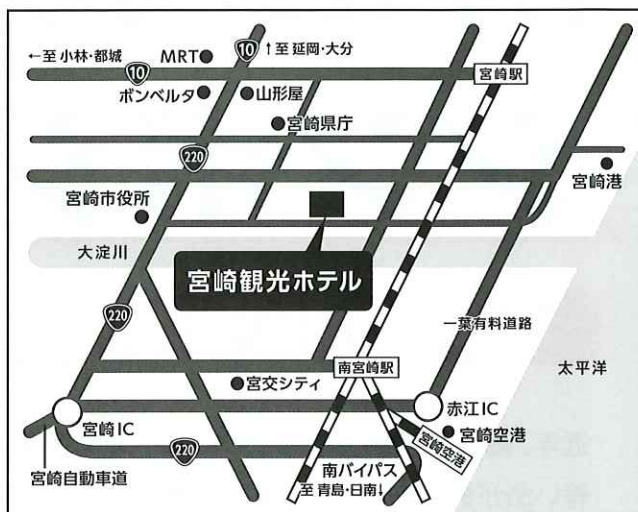 ←至 小林・都城
MRT
10
↑至 延岡・大分
10
宮崎駅
ボンベルタ
山形屋
宮崎県庁
220
宮崎港
宮崎市役所
大淀川
宮崎観光ホテル
220
一葉有料道路
太平洋
南宮崎駅
宮交シティ
赤江IC
宮崎IC
宮崎空港
宮崎空港
220
宮崎自動車道
南バイパス
至 青島・日南↓